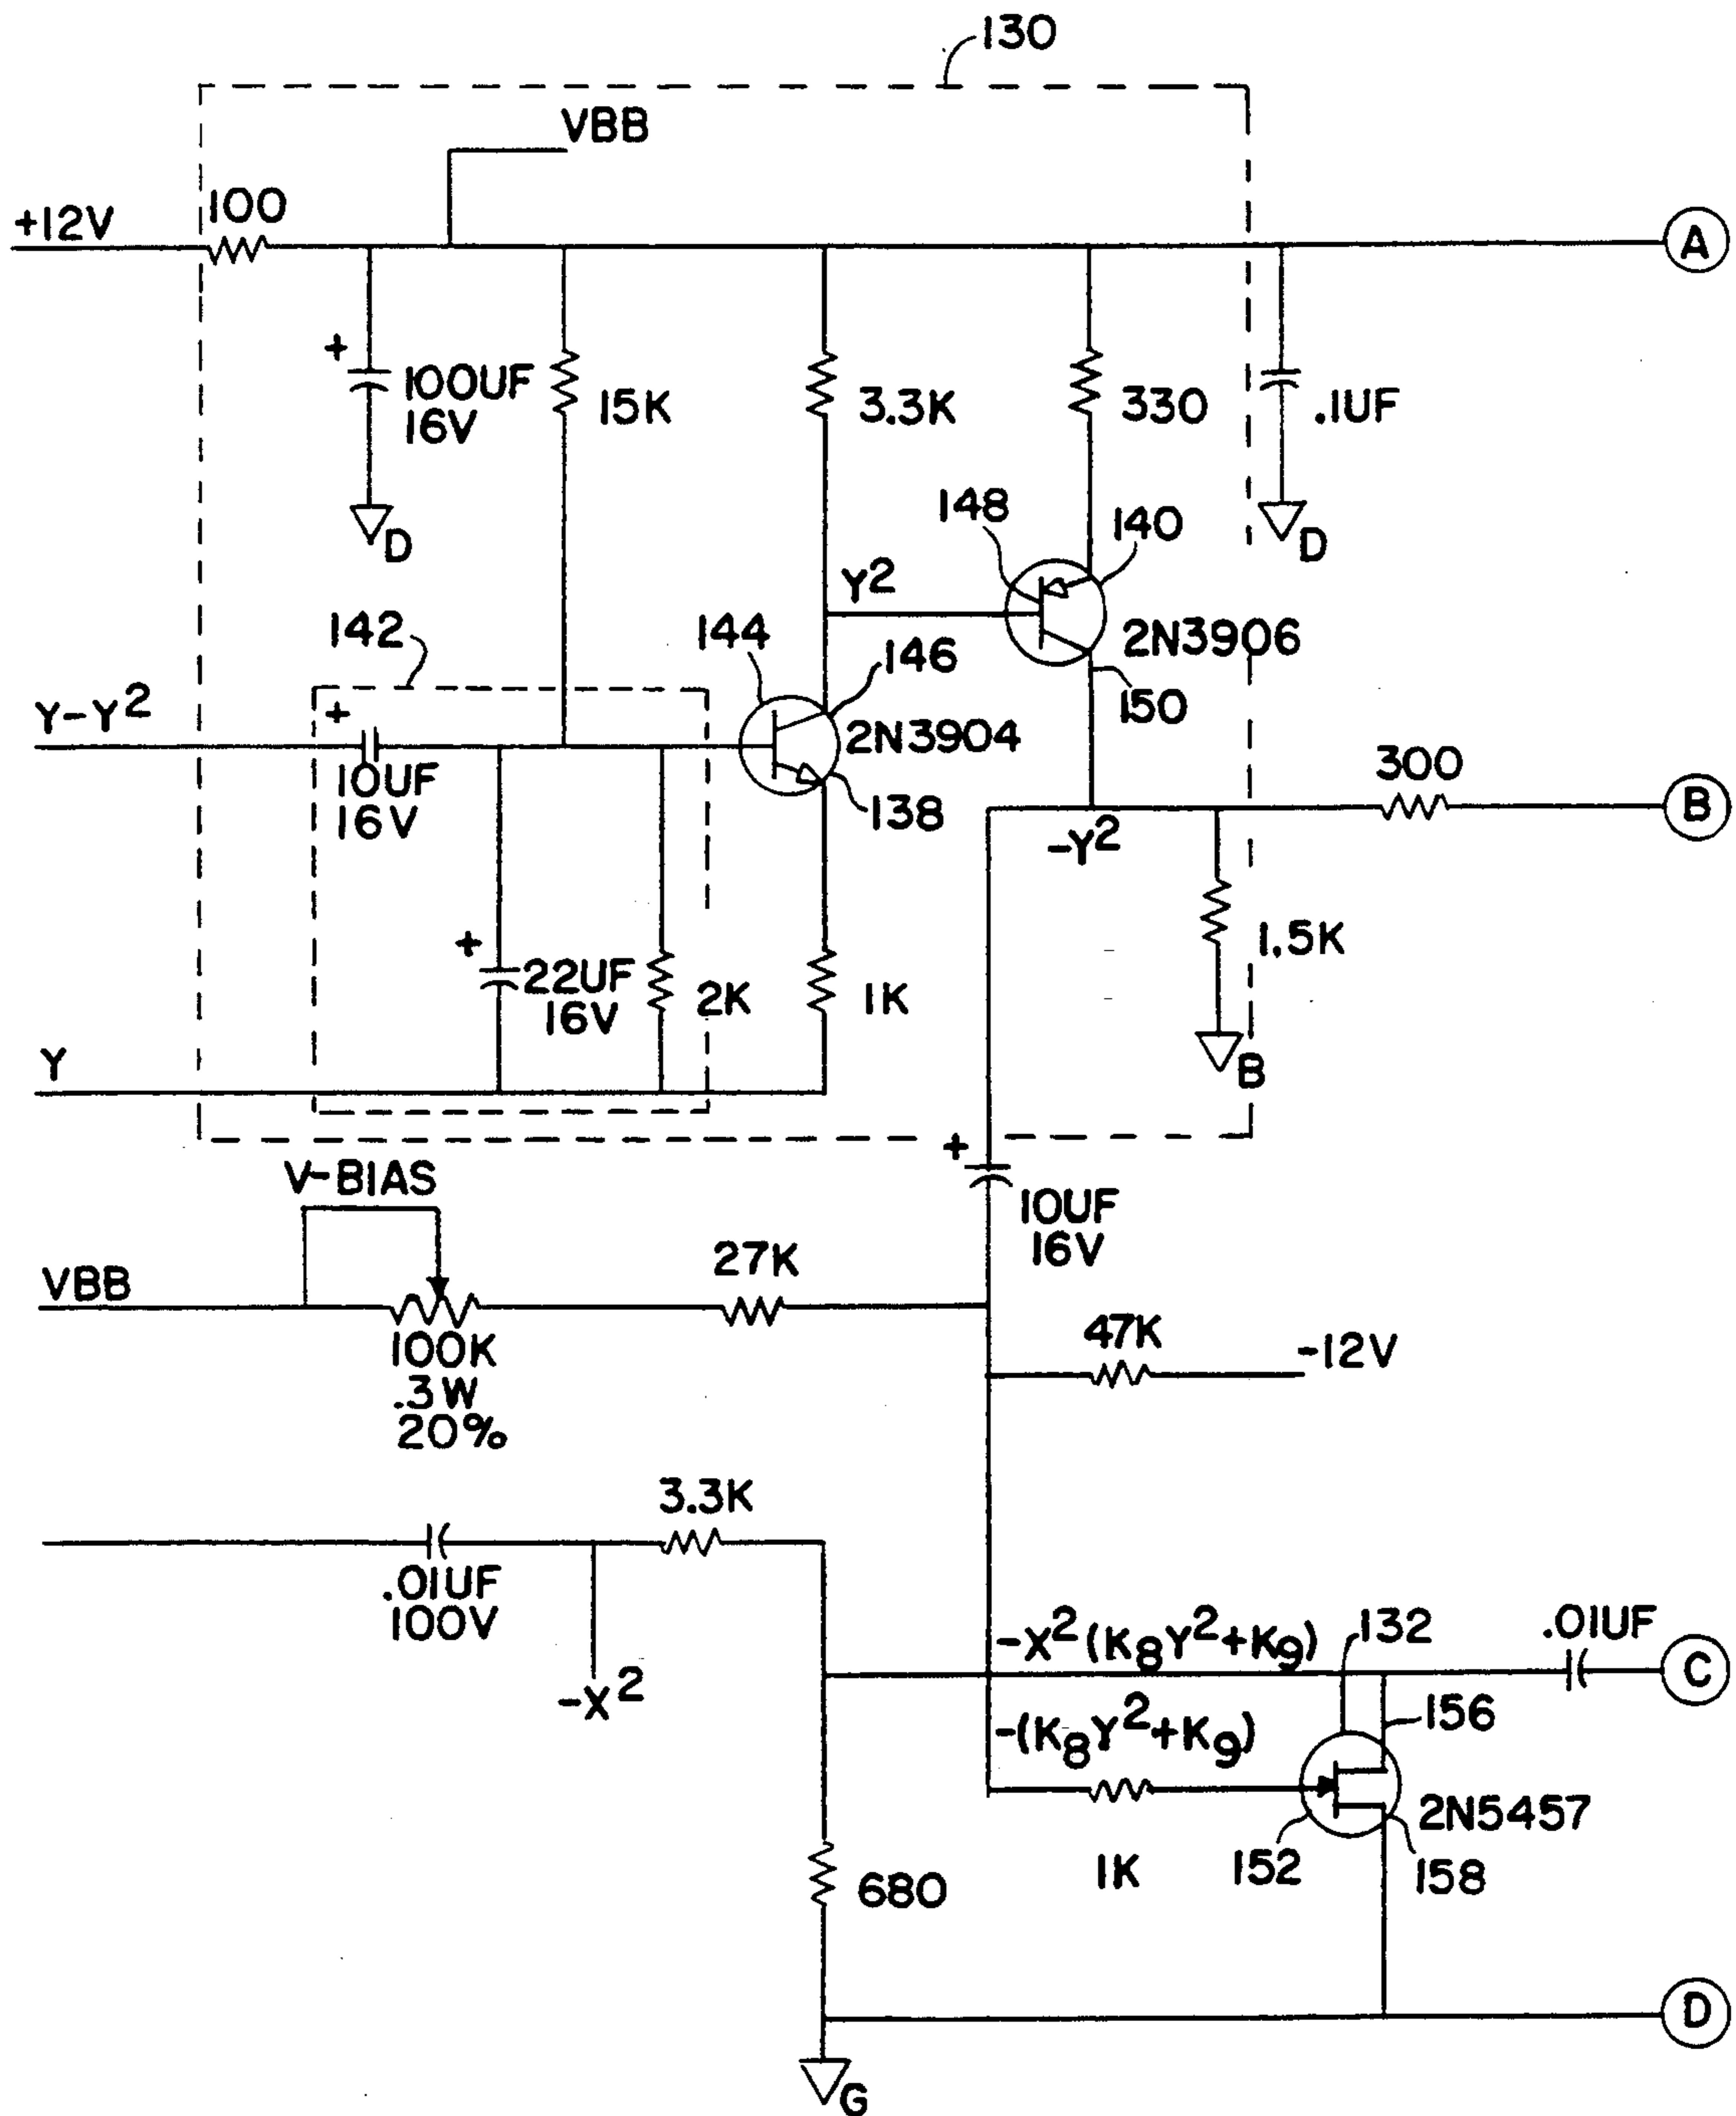 130
VBB
+12V
100
A
+
100UF
16V
15K
3.3K
330
.1UF
D
D
148
140
Y²
142
144
146
2N3906
150
Y-Y²
+
2N3904
10UF
16V
138
300
B
-Y²
+
22UF
16V
2K
1K
1.5K
B
Y
+
V-BIAS
10UF
16V
VBB
27K
100K
.3W
20%
47K
-12V
3.3K
.01UF
100V
-X²
-X²(K₈Y²+K₉)
132
.01UF
C
156
-(K₈Y²+K₉)
2N5457
152
158
1K
680
D
G